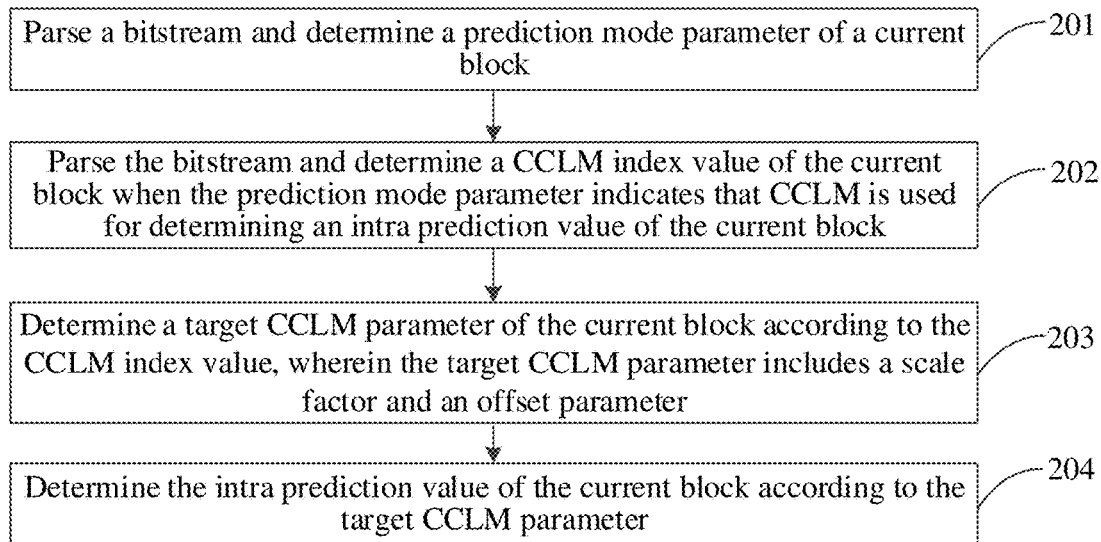 Parse a bitstream and determine a prediction mode parameter of a current
block
201
Parse the bitstream and determine a CCLM index value of the current
block when the prediction mode parameter indicates that CCLM is used
for determining an intra prediction value of the current block
202
Determine a target CCLM parameter of the current block according to the
CCLM index value, wherein the target CCLM parameter includes a scale
factor and an offset parameter
203
Determine the intra prediction value of the current block according to the
target CCLM parameter
204